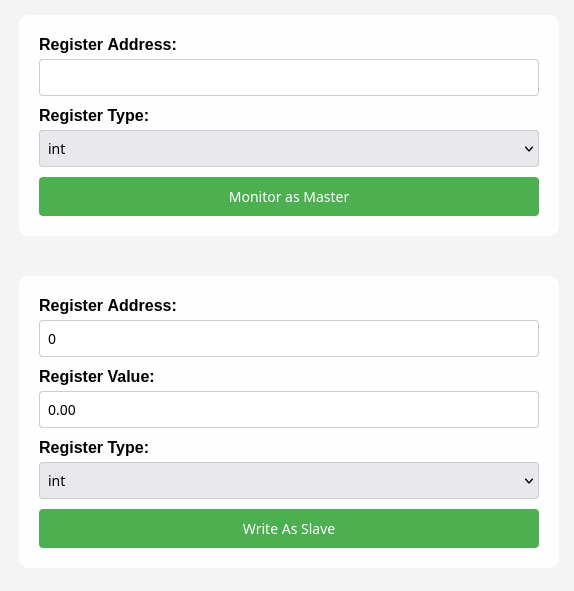 Register Address:
Register Type:
int
Monitor as Master
Register Address:
0
Register Value:
0.00
Register Type:
int
Write As Slave